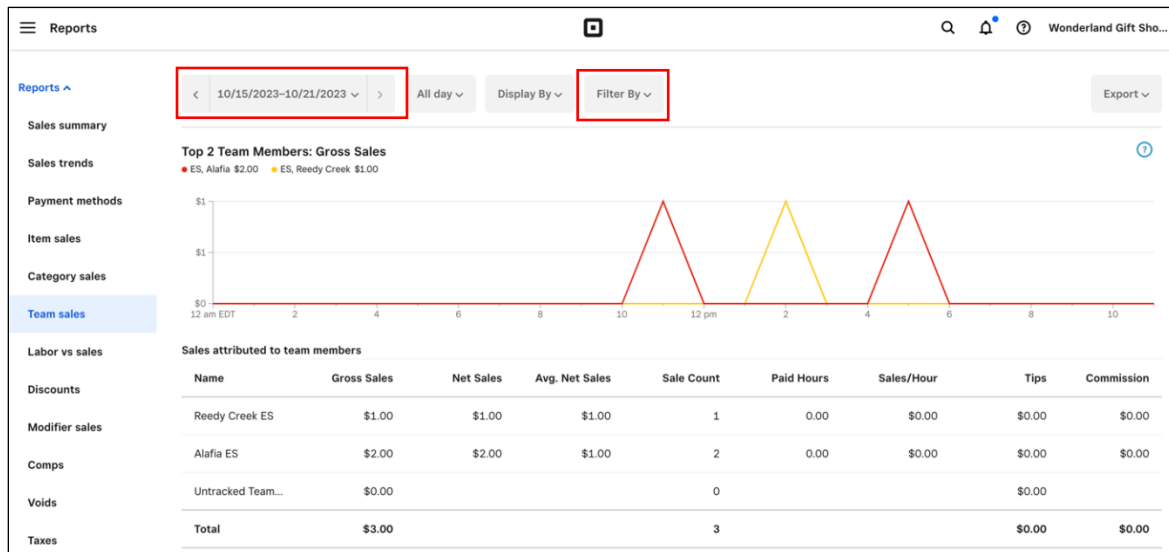 Reports
Wonderland Gift Sho...
Reports
Sales summary
Sales trends
Payment methods
Item sales
Category sales
Team sales
Labor vs sales
Discounts
Modifier sales
Comps
Voids
Taxes
10/15/2023–10/21/2023
All day
Display By
Filter By
Export
Top 2 Team Members: Gross Sales
ES, Alafia $2.00 ES, Reedy Creek $1.00
$1
$1
$0
12 am EDT 2 4 6 8 10 12 pm 2 4 6 8 10
Sales attributed to team members
Name Gross Sales Net Sales Avg. Net Sales Sale Count Paid Hours Sales/Hour Tips Commission
Reedy Creek ES $1.00 $1.00 $1.00 1 0.00 $0.00 $0.00 $0.00
Alafia ES $2.00 $2.00 $1.00 2 0.00 $0.00 $0.00 $0.00
Untracked Team... $0.00 0 $0.00
Total $3.00 3 $0.00 $0.00